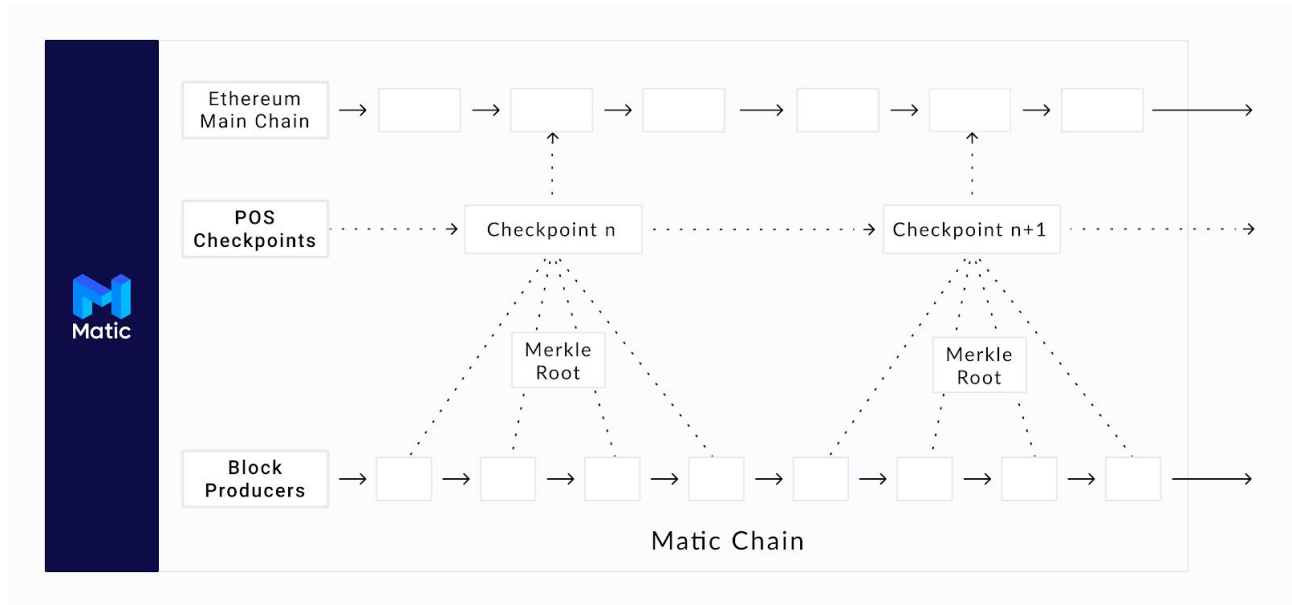 Ethereum
Main Chain
POS
Checkpoints
Checkpoint n
Checkpoint n+1
Matic
Merkle
Root
Merkle
Root
Block
Producers
Matic Chain